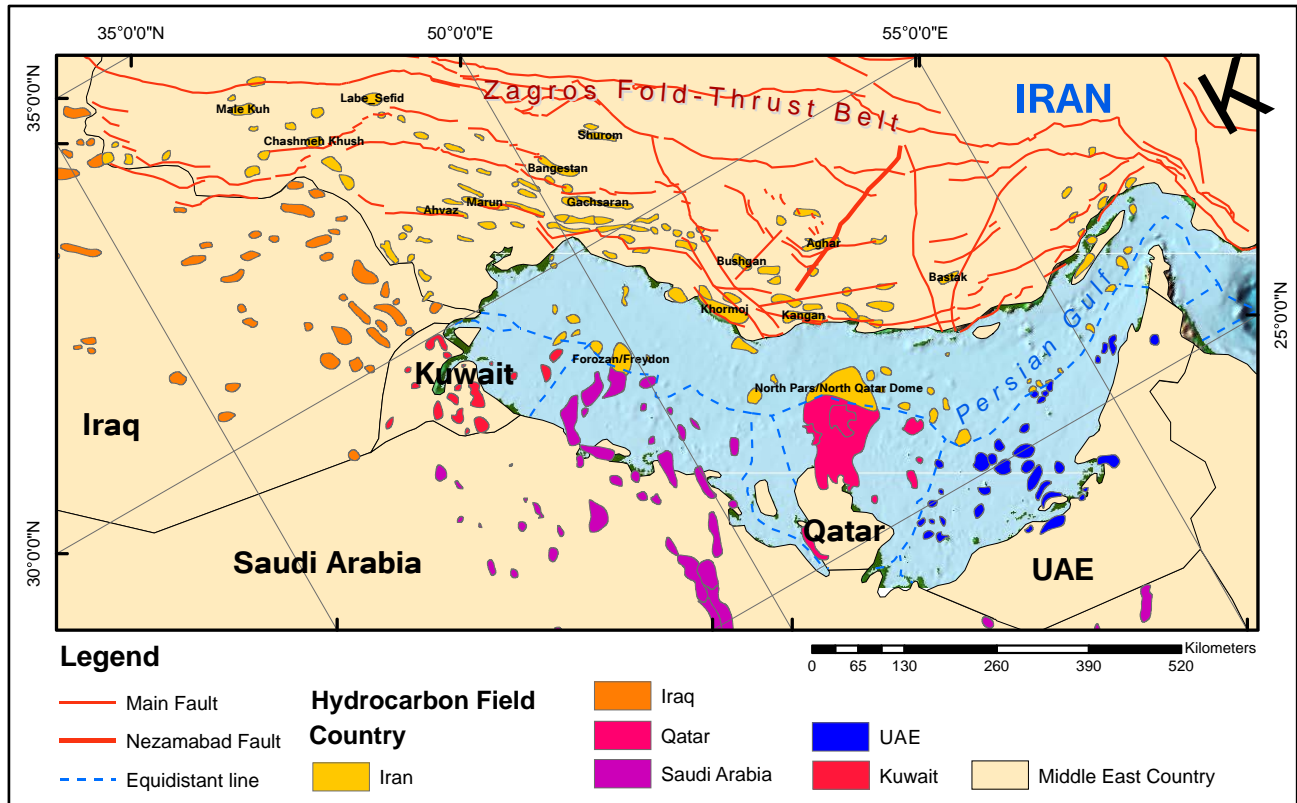 35°0'0"N
50°0'0"E
55°0'0"E
35°0'0"N
30°0'0"N
25°0'0"N
Zagros Fold-Thrust Belt
IRAN
K
Male Kuh
Labe_Sefid
Chashmeh Khush
Shurom
Bangestan
Ahvaz
Marun
Gachsaran
Bushgan
Aghar
Bastak
Khormoj
Kangan
Forozan/Freydon
North Pars/North Qatar Dome
Persian Gulf
Kuwait
Iraq
Saudi Arabia
Qatar
UAE
Legend
Main Fault
Nezamabad Fault
Equidistant line
Hydrocarbon Field
Country
Iran
Iraq
Qatar
Saudi Arabia
UAE
Kuwait
Middle East Country
Kilometers
0 65 130 260 390 520